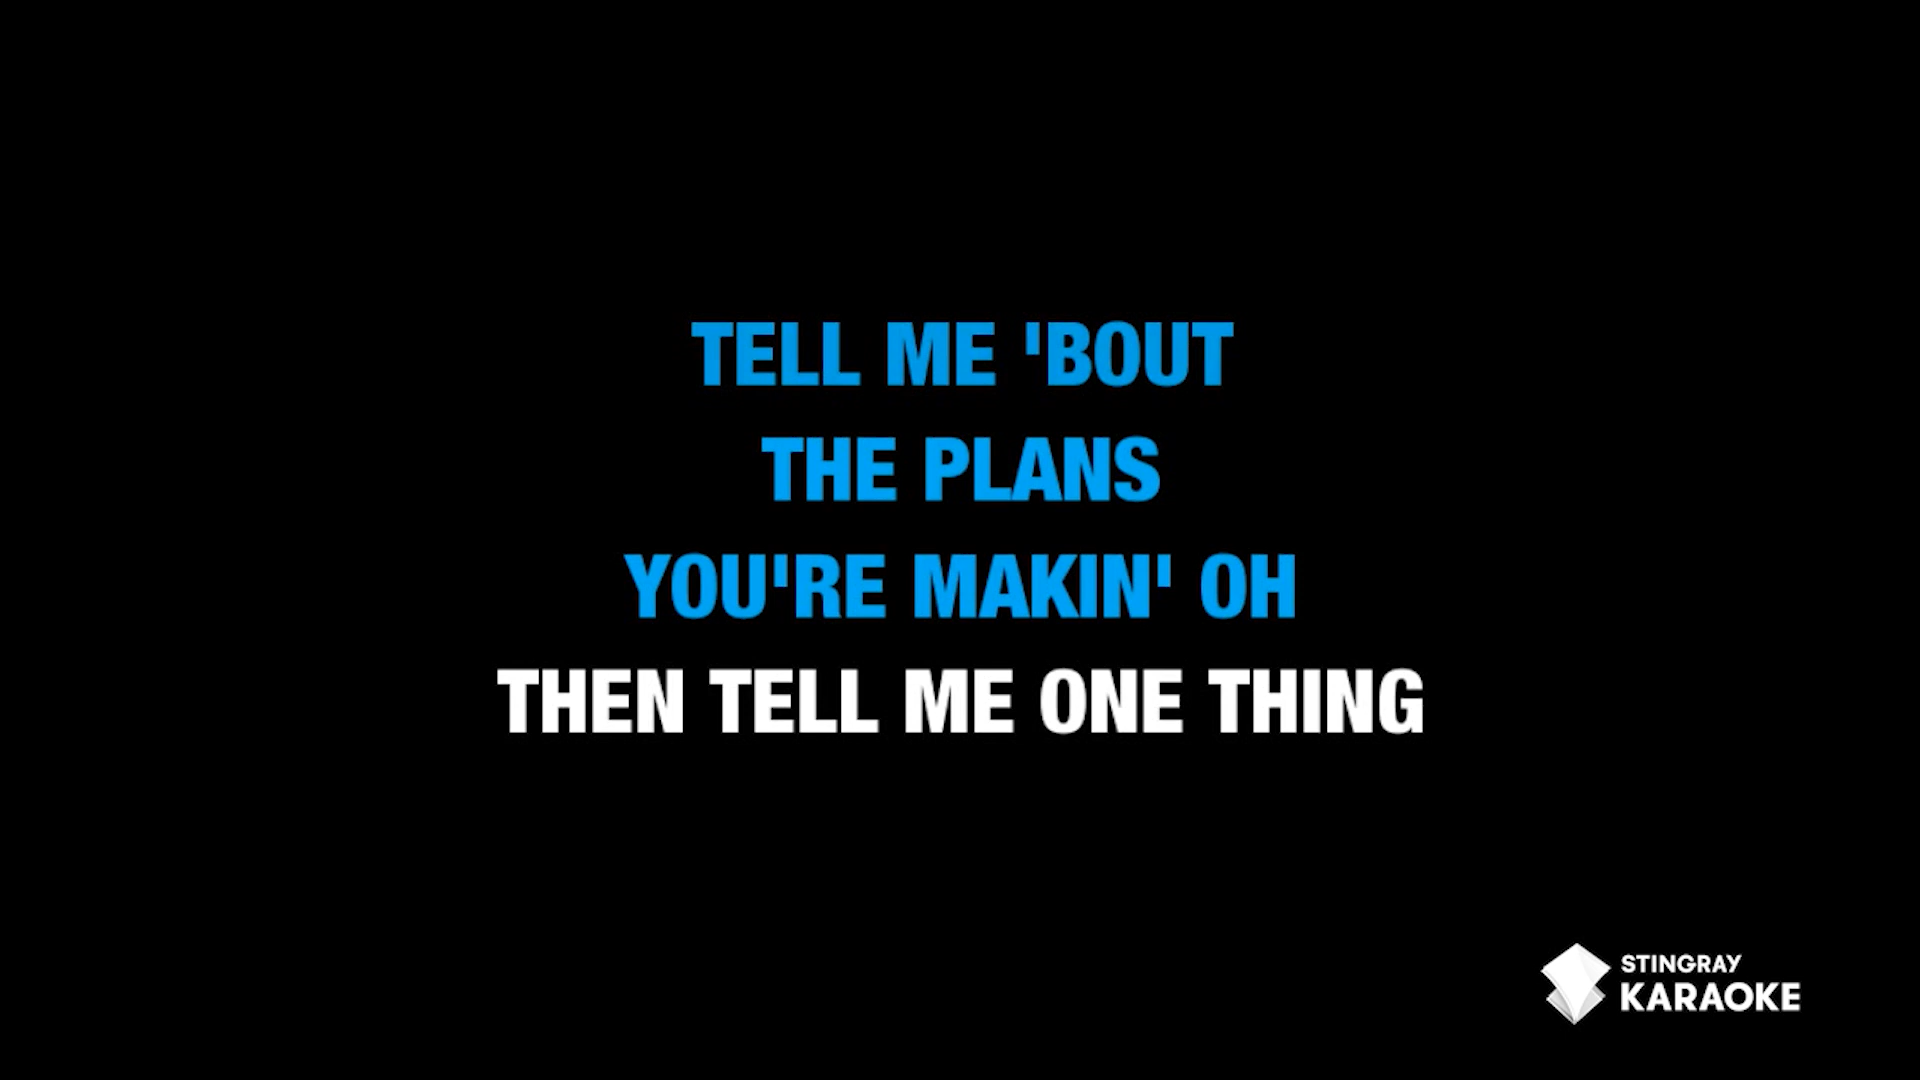 TELL ME 'BOUT
THE PLANS
YOU'RE MAKIN' OH
THEN TELL ME ONE THING
STINGRAY
KARAOKE